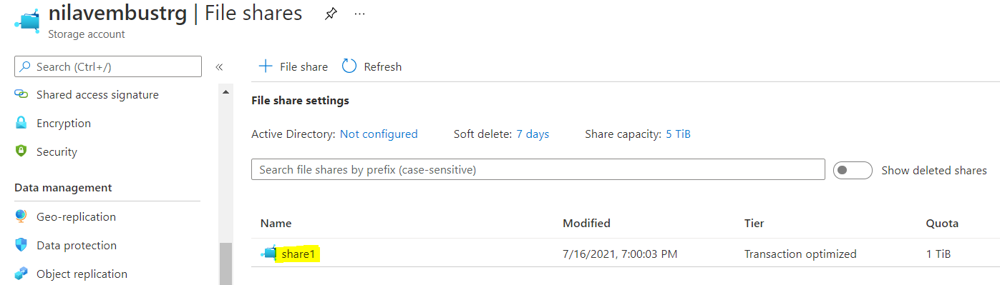 nilavembustrg | File shares
Storage account
Search (Ctrl+/)
Shared access signature
Encryption
Security
Data management
Geo-replication
Data protection
Object replication
File share Refresh
File share settings
Active Directory: Not configured Soft delete: 7 days Share capacity: 5 TiB
Search file shares by prefix (case-sensitive) Show deleted shares
Name Modified Tier Quota
share1 7/16/2021, 7:00:03 PM Transaction optimized 1 TiB